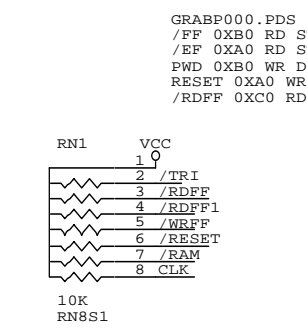 GRABP000.PDS
/FF 0XB0 RD S
/EF 0XA0 RD S
PWD 0XB0 WR D
RESET 0XA0 WR
/RDFF 0XC0 RD
RN1 VCC
1
2 /TRI
3 /RDFF
4 /RDFF1
5 /WRFF
6 /RESET
7 /RAM
8 CLK
10K
RN8S1